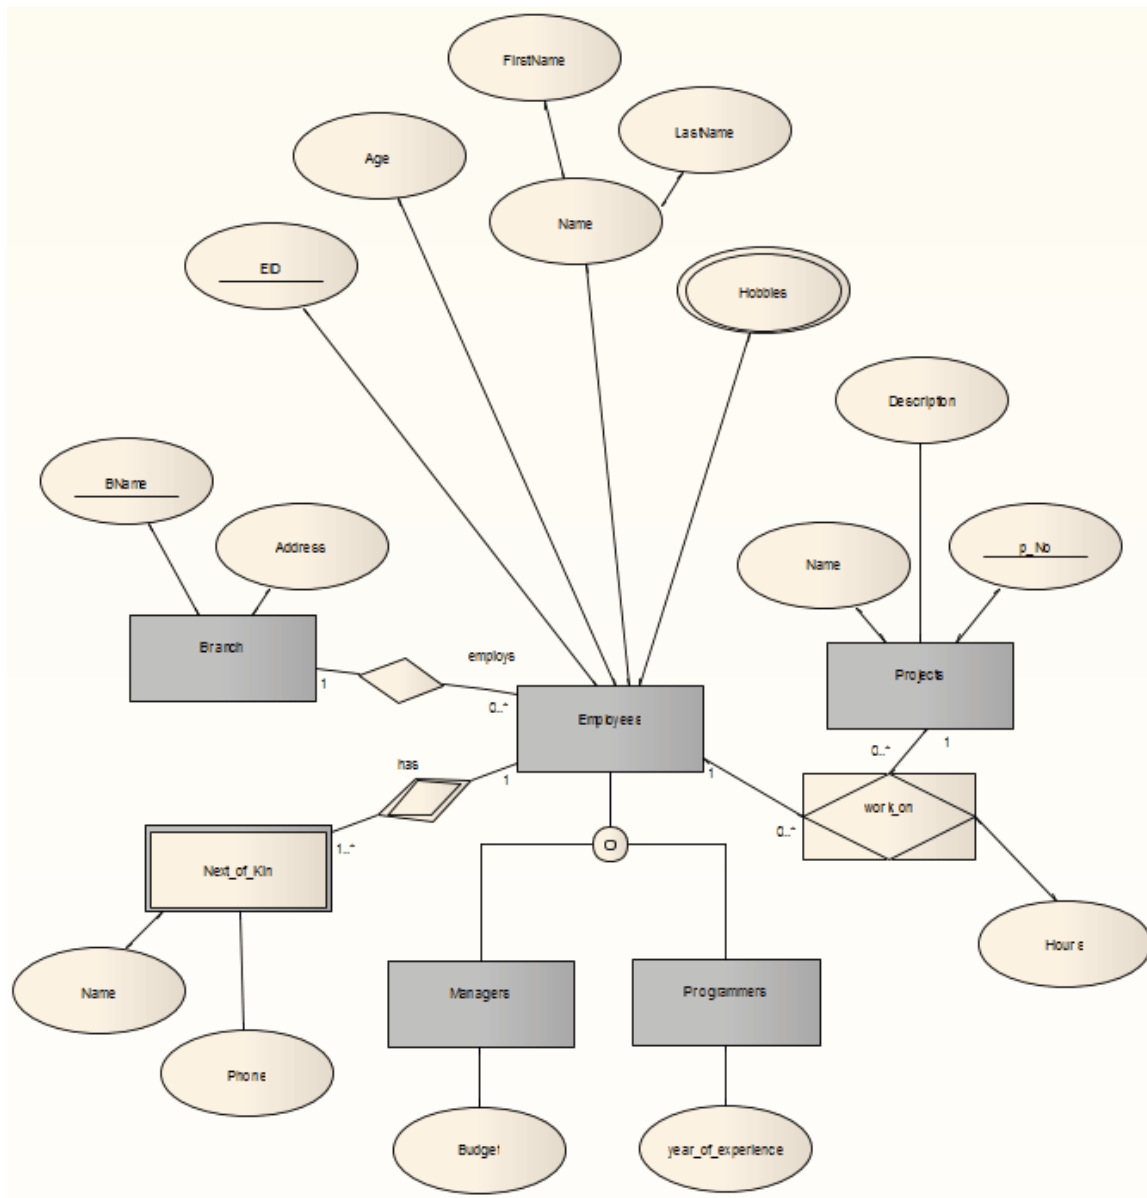 FirstName
LastName
Age
Name
EID
Hobbies
Description
BName
Address
Name
p_No
Branch
employs
Projects
1
0..*
Employees
0..*
1
has
1
1
work_on
0..*
1..*
Next_of_Kin
Hours
Name
Managers
Programmers
Phone
Budget
year_of_experience
O